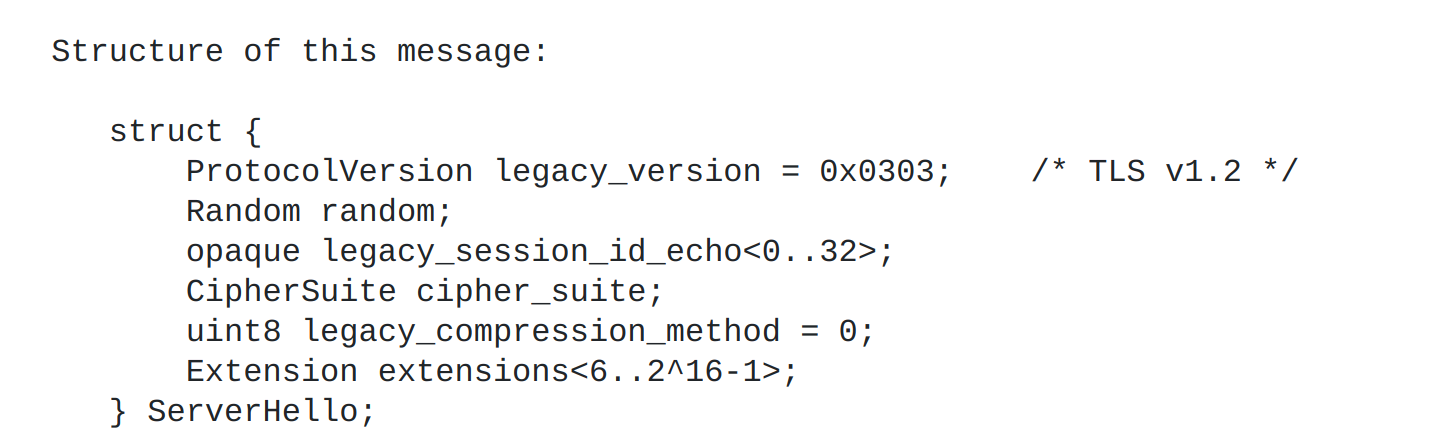 Structure of this message:

   struct {
       ProtocolVersion legacy_version = 0x0303;    /* TLS v1.2 */
       Random random;
       opaque legacy_session_id_echo<0..32>;
       CipherSuite cipher_suite;
       uint8 legacy_compression_method = 0;
       Extension extensions<6..2^16-1>;
   } ServerHello;